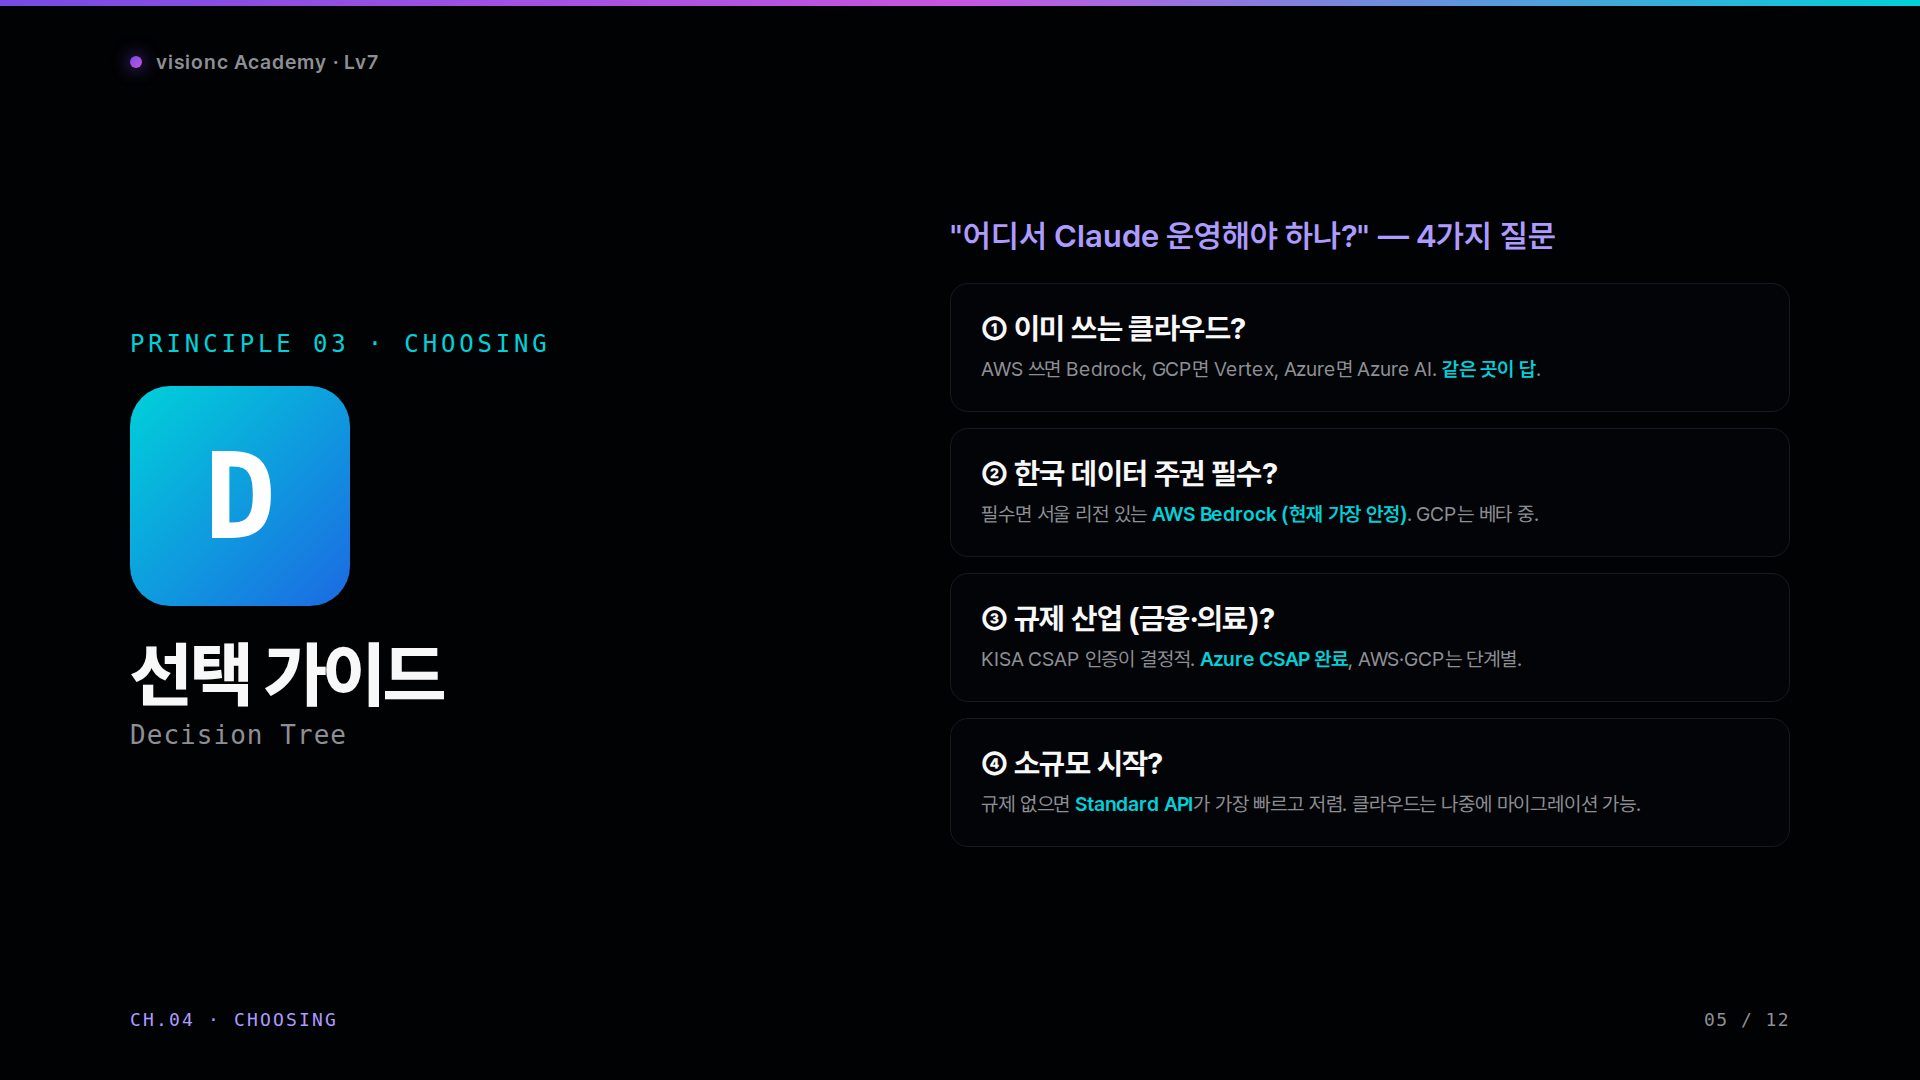 visionc Academy · Lv7
PRINCIPLE 03 · CHOOSING
D
선택 가이드
Decision Tree
"어디서 Claude 운영해야 하나?" — 4가지 질문
① 이미 쓰는 클라우드?
AWS 쓰면 Bedrock, GCP면 Vertex, Azure면 Azure AI. 같은 곳이 답.
② 한국 데이터 주권 필수?
필수면 서울 리전 있는 AWS Bedrock (현재 가장 안정). GCP는 베타 중.
③ 규제 산업 (금융·의료)?
KISA CSAP 인증이 결정적. Azure CSAP 완료, AWS·GCP는 단계별.
④ 소규모 시작?
규제 없으면 Standard API가 가장 빠르고 저렴. 클라우드는 나중에 마이그레이션 가능.
CH.04 · CHOOSING
05 / 12